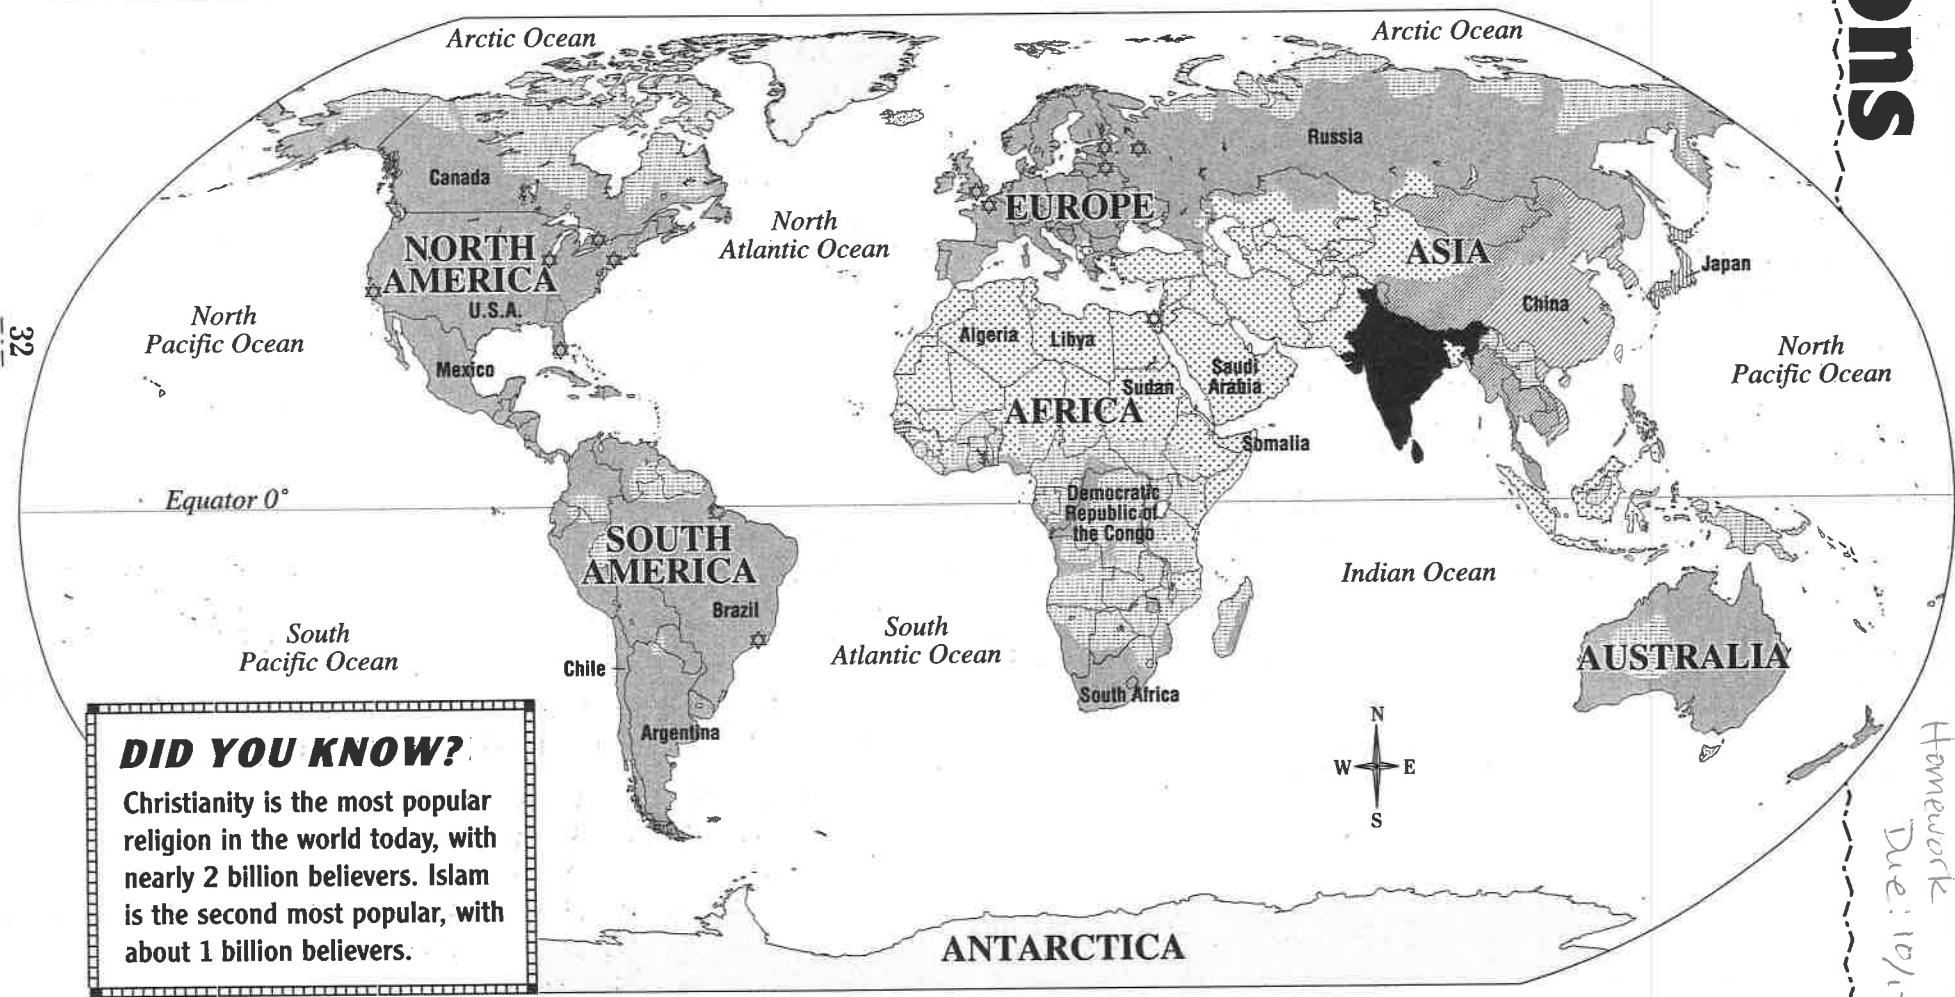 ons
Arctic Ocean
Arctic Ocean
Russia
Canada
EUROPE
North
Atlantic Ocean
NORTH
AMERICA
ASIA
Japan
U.S.A.
China
North
Pacific Ocean
32
Algeria
Libya
Mexico
Saudi
Arabia
Sudan
North
Pacific Ocean
AFRICA
Somalia
Equator 0°
Democratic
Republic of
the Congo
SOUTH
AMERICA
Indian Ocean
Brazil
South
Pacific Ocean
South
Atlantic Ocean
AUSTRALIA
Chile
South Africa
Argentina
N
W
E
S
DID YOU KNOW?
Christianity is the most popular
religion in the world today, with
nearly 2 billion believers. Islam
is the second most popular, with
about 1 billion believers.
ANTARCTICA
Homework
Due: 10/1